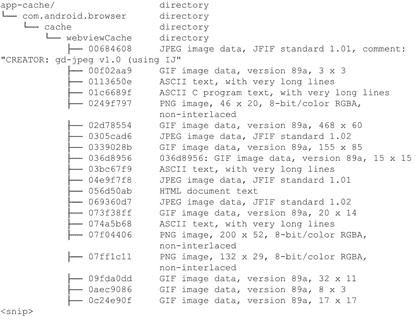 app-cache/ directory
└── com.android.browser directory
└── cache directory
└── webviewCache directory
├── 00684608 JPEG image data, JFIF standard 1.01, comment:
"CREATOR: gd-jpeg v1.0 (using IJ"
├── 00f02aa9 GIF image data, version 89a, 3 x 3
├── 0113650e ASCII text, with very long lines
├── 01c6689f ASCII C program text, with very long lines
├── 0249f797 PNG image, 46 x 20, 8-bit/color RGBA,
non-interlaced
├── 02d78554 GIF image data, version 89a, 468 x 60
├── 0305cad6 JPEG image data, JFIF standard 1.02
├── 0339028b GIF image data, version 89a, 155 x 85
├── 036d8956 036d8956: GIF image data, version 89a, 15 x 15
├── 03bc67f9 ASCII text, with very long lines
├── 04e9f7f8 JPEG image data, JFIF standard 1.01
├── 056d50ab HTML document text
├── 069360d7 JPEG image data, JFIF standard 1.02
├── 073f38ff GIF image data, version 89a, 20 x 14
├── 074a5b68 ASCII text, with very long lines
├── 07f04406 PNG image, 200 x 52, 8-bit/color RGBA,
non-interlaced
├── 07ff1c11 PNG image, 132 x 29, 8-bit/color RGBA,
non-interlaced
├── 09fda0dd GIF image data, version 89a, 32 x 11
├── 0aec9086 GIF image data, version 89a, 8 x 3
├── 0c24e90f GIF image data, version 89a, 17 x 17
<snip>